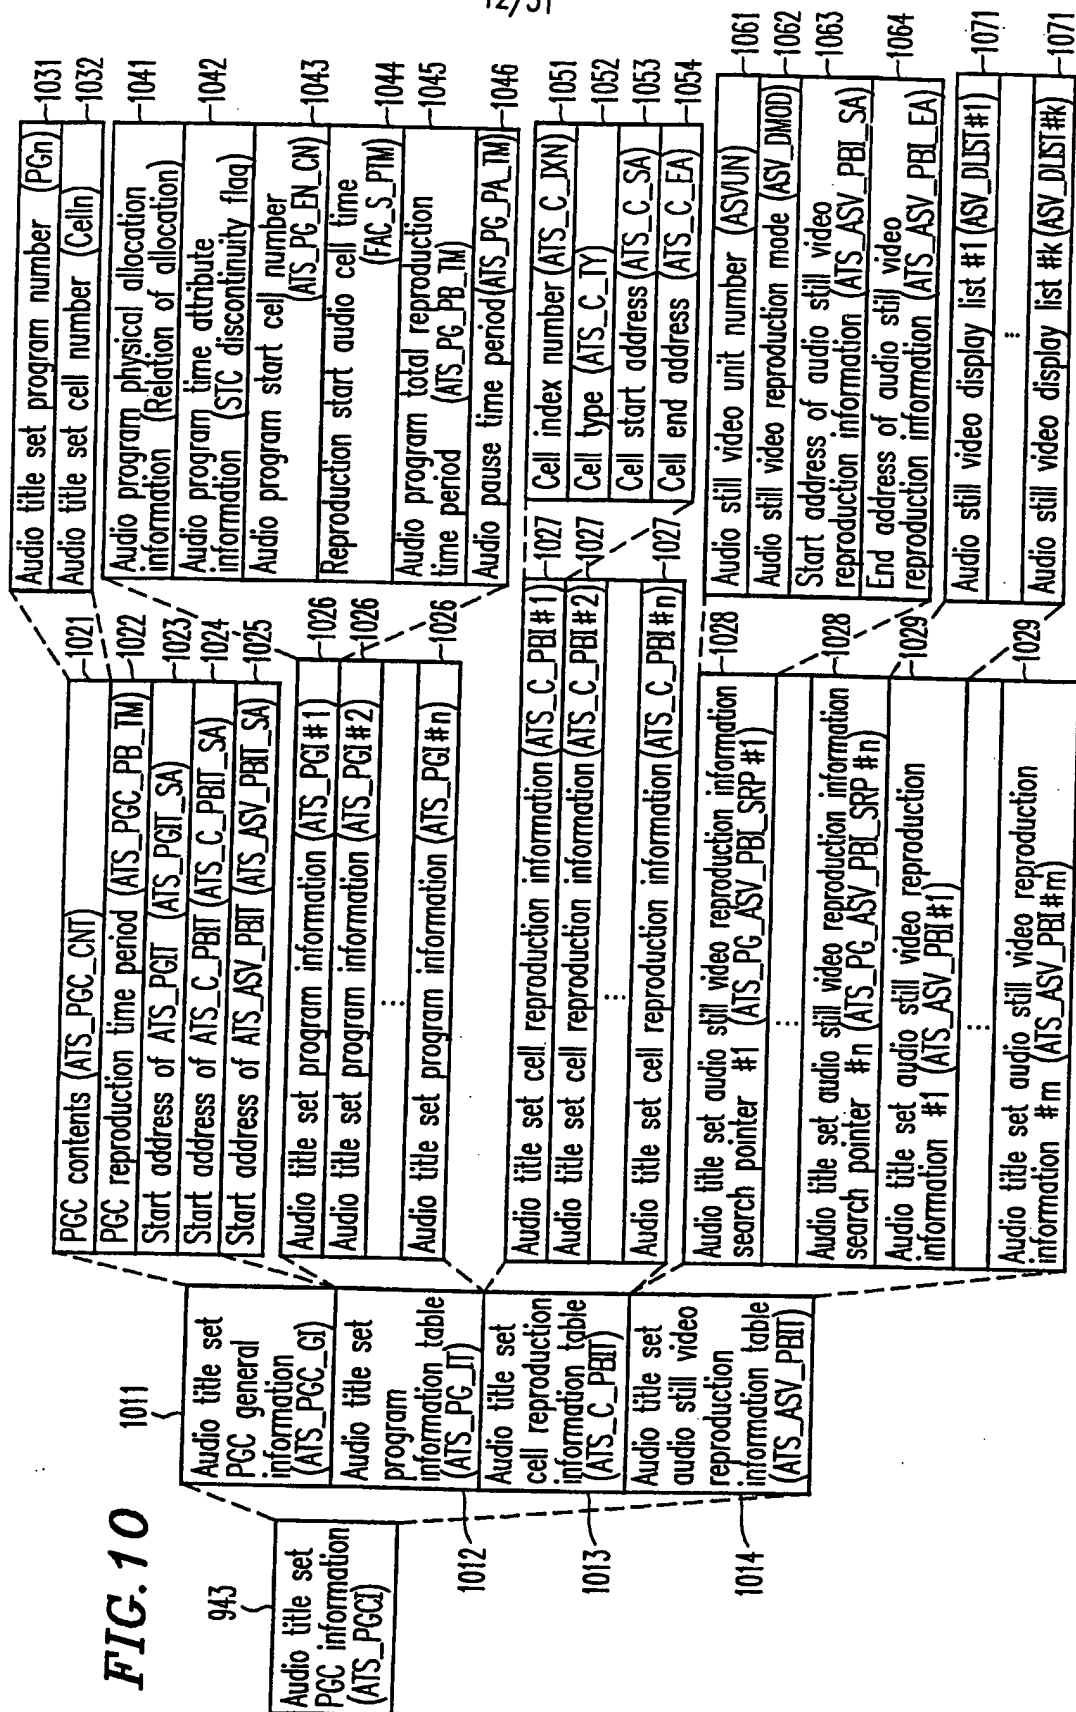 12/31
FIG.10
943
Audio title set
PGC information
(ATS_PGCI)
1011
Audio title set
PGC general
information
(ATS_PGC_GI)
Audio title set
program
information table
(ATS_PG_IT)
1012
Audio title set
cell reproduction
information table
(ATS_C_PBIT)
1013
Audio title set
audio still video
reproduction
information table
(ATS_ASV_PBIT)
1014
PGC contents (ATS_PGC_CNT)
1021
PGC reproduction time period (ATS_PGC_PB_TM)
1022
Start address of ATS_PGIT (ATS_PGIT_SA)
1023
Start address of ATS_C_PBIT (ATS_C_PBIT_SA)
1024
Start address of ATS_ASV_PBIT (ATS_ASV_PBIT_SA)
1025
Audio title set program information (ATS_PGI#1)
1026
Audio title set program information (ATS_PGI#2)
1026
...
Audio title set program information (ATS_PGI#n)
1026
Audio title set cell reproduction information (ATS_C_PBI#1)
1027
Audio title set cell reproduction information (ATS_C_PBI#2)
1027
...
Audio title set cell reproduction information (ATS_C_PBI#n)
1027
Audio title set audio still video reproduction information
search pointer #1 (ATS_PG_ASV_PBI_SRP #1)
1028
...
Audio title set audio still video reproduction information
search pointer #n (ATS_PG_ASV_PBI_SRP #n)
1028
Audio title set audio still video reproduction
information #1 (ATS_ASV_PBI#1)
1029
...
Audio title set audio still video reproduction
information #m (ATS_ASV_PBI#m)
1029
Audio title set program number (PGn)
1031
Audio title set cell number (Celln)
1032
Audio program physical allocation
information (Relation of allocation)
1041
Audio program time attribute
information (STC discontinuity flaq)
1042
Audio program start cell number
(ATS_PG_EN_CN)
1043
Reproduction start audio cell time
(FAC_S_PTM)
1044
Audio program total reproduction
time period (ATS_PG_PB_TM)
1045
Audio pause time period(ATS_PG_PA_TM)
1046
Cell index number (ATS_C_IXN)
1051
Cell type (ATS_C_TY)
1052
Cell start address (ATS_C_SA)
1053
Cell end address (ATS_C_EA)
1054
Audio still video unit number (ASVUN)
1061
Audio still video reproduction mode (ASV_DMOD)
1062
Start address of audio still video
reproduction information (ATS_ASV_PBI_SA)
1063
End address of audio still video
reproduction information (ATS_ASV_PBI_EA)
1064
Audio still video display list #1 (ASV_DLIST#1)
1071
...
Audio still video display list #k (ASV_DLIST#k)
1071